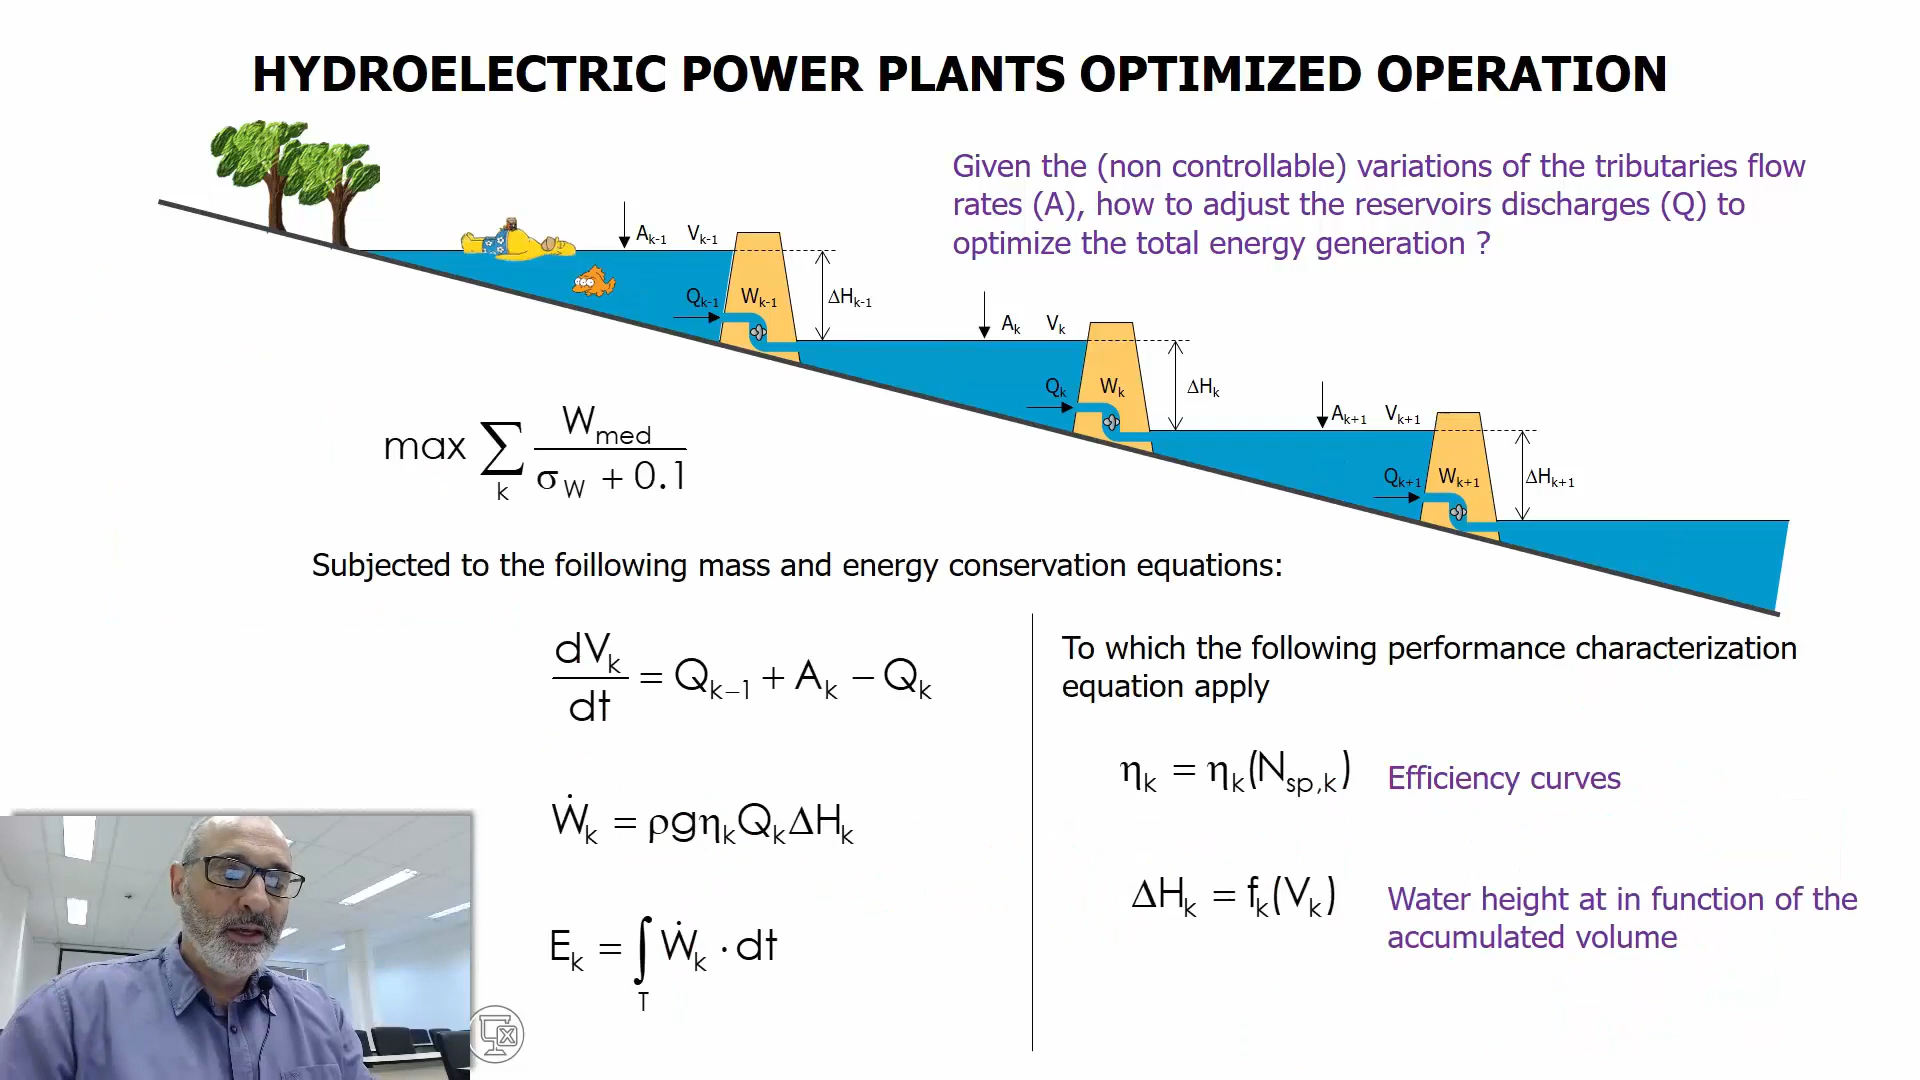 HYDROELECTRIC POWER PLANTS OPTIMIZED OPERATION
Given the (non controllable) variations of the tributaries flow
rates (A), how to adjust the reservoirs discharges (Q) to
optimize the total energy generation ?
Aₖ₋₁ Vₖ₋₁
Qₖ₋₁ Wₖ₋₁ ΔHₖ₋₁
Aₖ Vₖ
Qₖ Wₖ ΔHₖ
Aₖ₊₁ Vₖ₊₁
Qₖ₊₁ Wₖ₊₁ ΔHₖ₊₁
max ∑ₖ W_med / (σ_W + 0.1)
Subjected to the foillowing mass and energy conservation equations:
dVₖ/dt = Qₖ₋₁ + Aₖ − Qₖ
Ẇₖ = ρgηₖQₖΔHₖ
Eₖ = ∫_T Ẇₖ · dt
To which the following performance characterization
equation apply
ηₖ = ηₖ(N_sp,k) Efficiency curves
ΔHₖ = fₖ(Vₖ) Water height at in function of the
accumulated volume